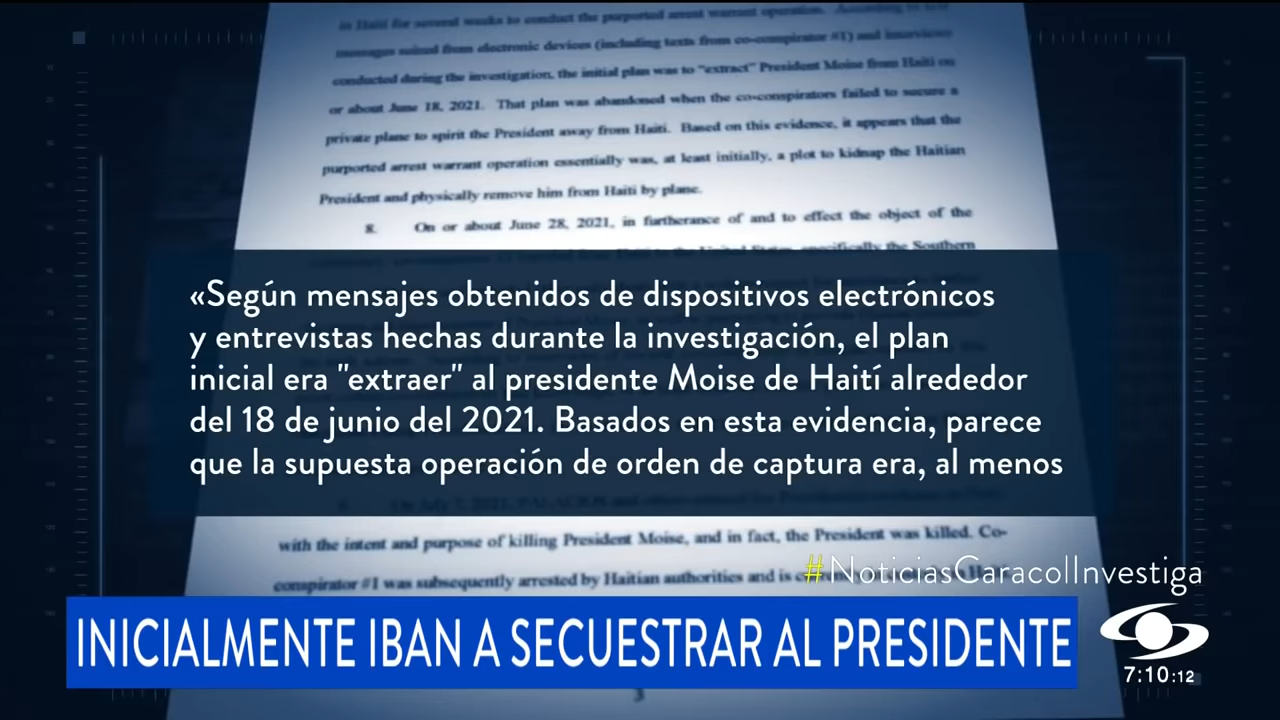 in Haiti for several weeks to conduct the purported arrest warrant operation. According to
messages seized from electronic devices (including texts from co-conspirator #1) and interviews
conducted during the investigation, the initial plan was to “extract” President Moise from Haiti on
or about June 18, 2021. That plan was abandoned when the co-conspirators failed to secure a
private plane to spirit the President away from Haiti. Based on this evidence, it appears that the
purported arrest warrant operation essentially was, at least initially, a plot to kidnap the Haitian
President and physically remove him from Haiti by plane.
8. On or about June 28, 2021, in furtherance of and to effect the object of the
the United States, specifically the Southern
«Según mensajes obtenidos de dispositivos electrónicos
y entrevistas hechas durante la investigación, el plan
inicial era "extraer" al presidente Moise de Haití alrededor
del 18 de junio del 2021. Basados en esta evidencia, parece
que la supuesta operación de orden de captura era, al menos
with the intent and purpose of killing President Moise, and in fact, the President was killed. Co-
conspirator #1 was subsequently arrested by Haitian authorities and is
#NoticiasCaracolInvestiga
INICIALMENTE IBAN A SECUESTRAR AL PRESIDENTE
7:10:12
3